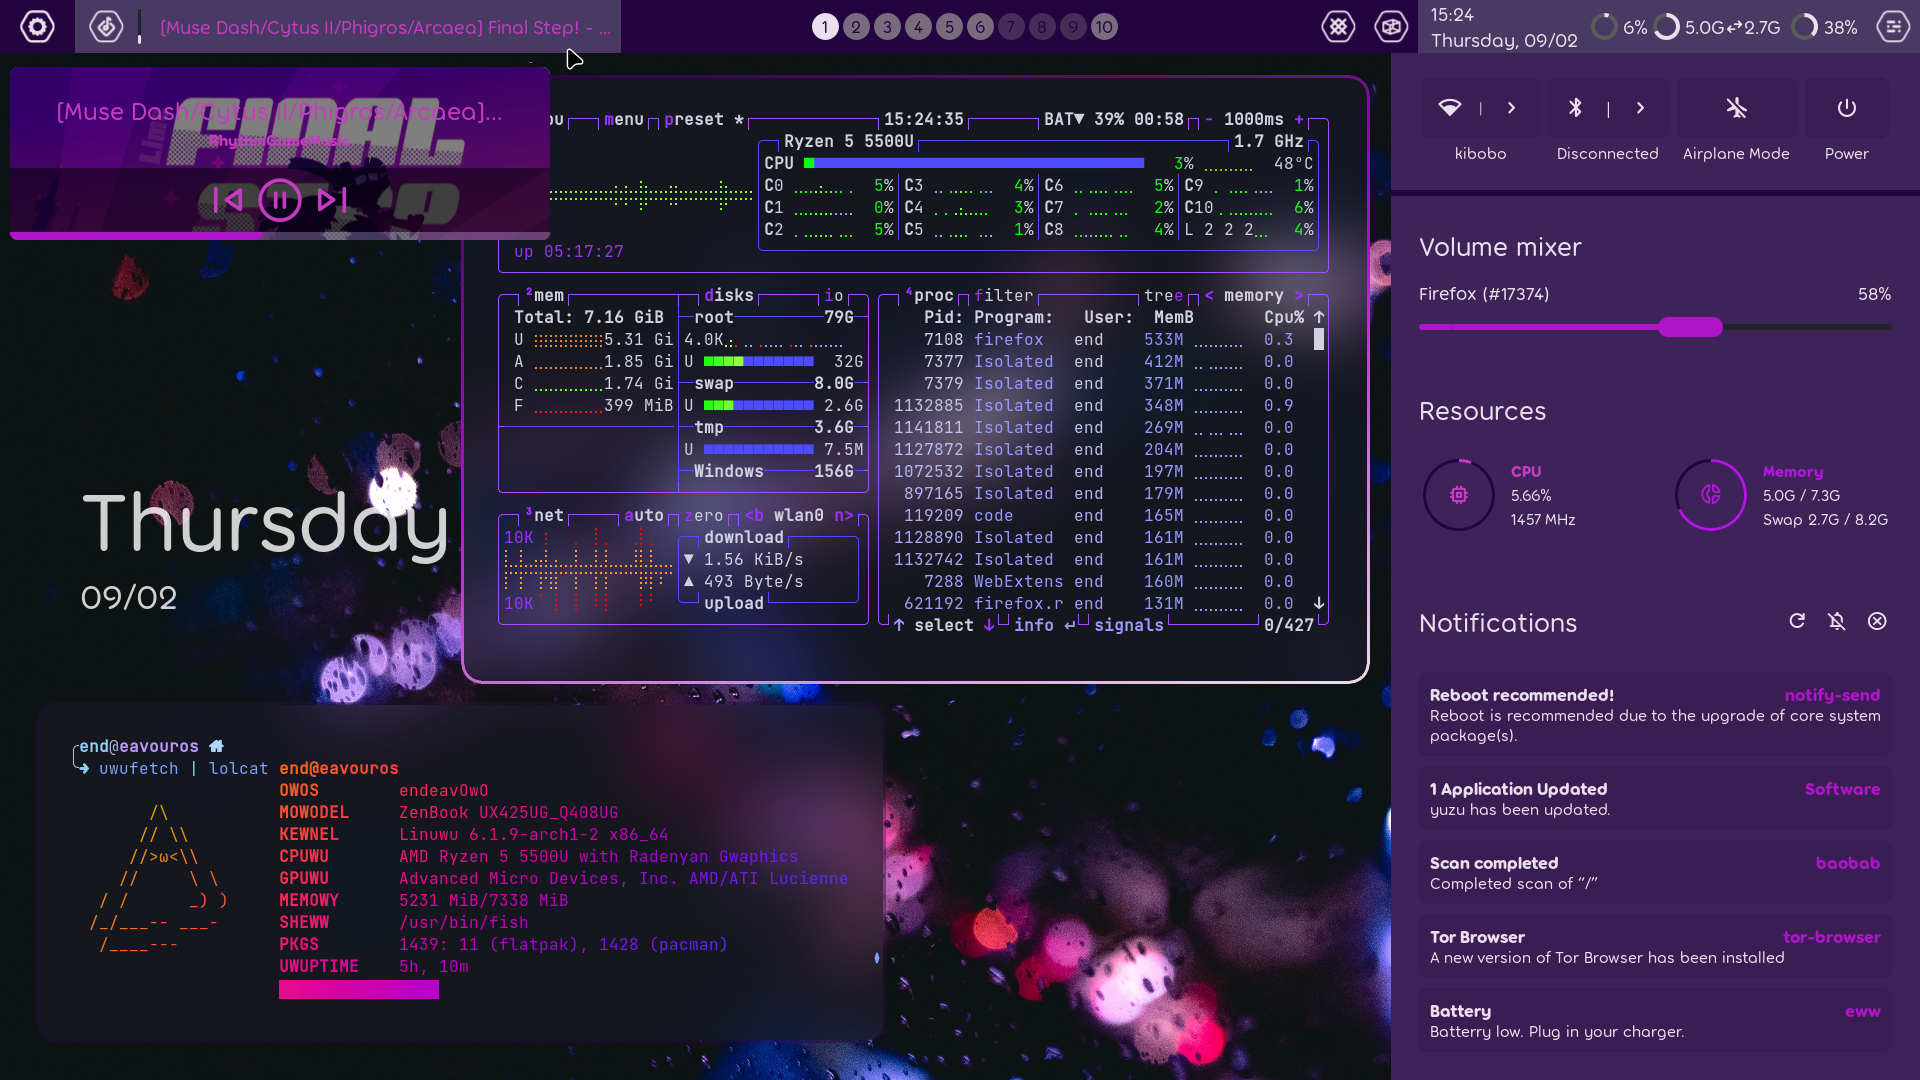 [Muse Dash/Cytus II/Phigros/Arcaea] Final Step! - ...
1 2 3 4 5 6 7 8 9 10
15:24
Thursday, 09/02
6% 5.0G⇄2.7G 38%
[Muse Dash/Cytus II/Phigros/Arcaea]...
RhythmGameMusic
FINAL
STEP
Lim
pu menu preset * 15:24:35 BAT▼ 39% 00:58 - 1000ms +
Ryzen 5 5500U 1.7 GHz
CPU 3% 48°C
C0 5% C3 4% C6 5% C9 1%
C1 0% C4 3% C7 2% C10 6%
C2 5% C5 1% C8 4% L 2 2 2 4%
up 05:17:27
²mem disks io
Total: 7.16 GiB root 79G
U 5.31 Gi 4.0K
A 1.85 Gi U 32G
C 1.74 Gi swap 8.0G
F 399 MiB U 2.6G
tmp 3.6G
U 7.5M
Windows 156G
³net auto zero <b wlan0 n>
10K download
▼ 1.56 KiB/s
▲ 493 Byte/s
10K upload
⁴proc filter tree < memory >
Pid: Program: User: MemB Cpu% ↑
7108 firefox end 533M 0.3
7377 Isolated end 412M 0.0
7379 Isolated end 371M 0.0
1132885 Isolated end 348M 0.9
1141811 Isolated end 269M 0.0
1127872 Isolated end 204M 0.0
1072532 Isolated end 197M 0.0
897165 Isolated end 179M 0.0
119209 code end 165M 0.0
1128890 Isolated end 161M 0.0
1132742 Isolated end 161M 0.0
7288 WebExtens end 160M 0.0
621192 firefox.r end 131M 0.0 ↓
↑ select ↓ info ↵ signals 0/427
Thursday
09/02
end@eavouros
uwufetch | lolcat end@eavouros
OWOS endeavOwO
MOWODEL ZenBook UX425UG_Q408UG
KEWNEL Linuwu 6.1.9-arch1-2 x86_64
CPUWU AMD Ryzen 5 5500U with Radenyan Gwaphics
GPUWU Advanced Micro Devices, Inc. AMD/ATI Lucienne
MEMOWY 5231 MiB/7338 MiB
SHEWW /usr/bin/fish
PKGS 1439: 11 (flatpak), 1428 (pacman)
UWUPTIME 5h, 10m
/\
// \\
//>ω<\\
// \ \
/ / _) )
/_/___-- ___-
/____---
kibobo Disconnected Airplane Mode Power
Volume mixer
Firefox (#17374) 58%
Resources
CPU
5.66%
1457 MHz
Memory
5.0G / 7.3G
Swap 2.7G / 8.2G
Notifications
Reboot recommended! notify-send
Reboot is recommended due to the upgrade of core system
package(s).
1 Application Updated Software
yuzu has been updated.
Scan completed baobab
Completed scan of “/”
Tor Browser tor-browser
A new version of Tor Browser has been installed
Battery eww
Batterry low. Plug in your charger.